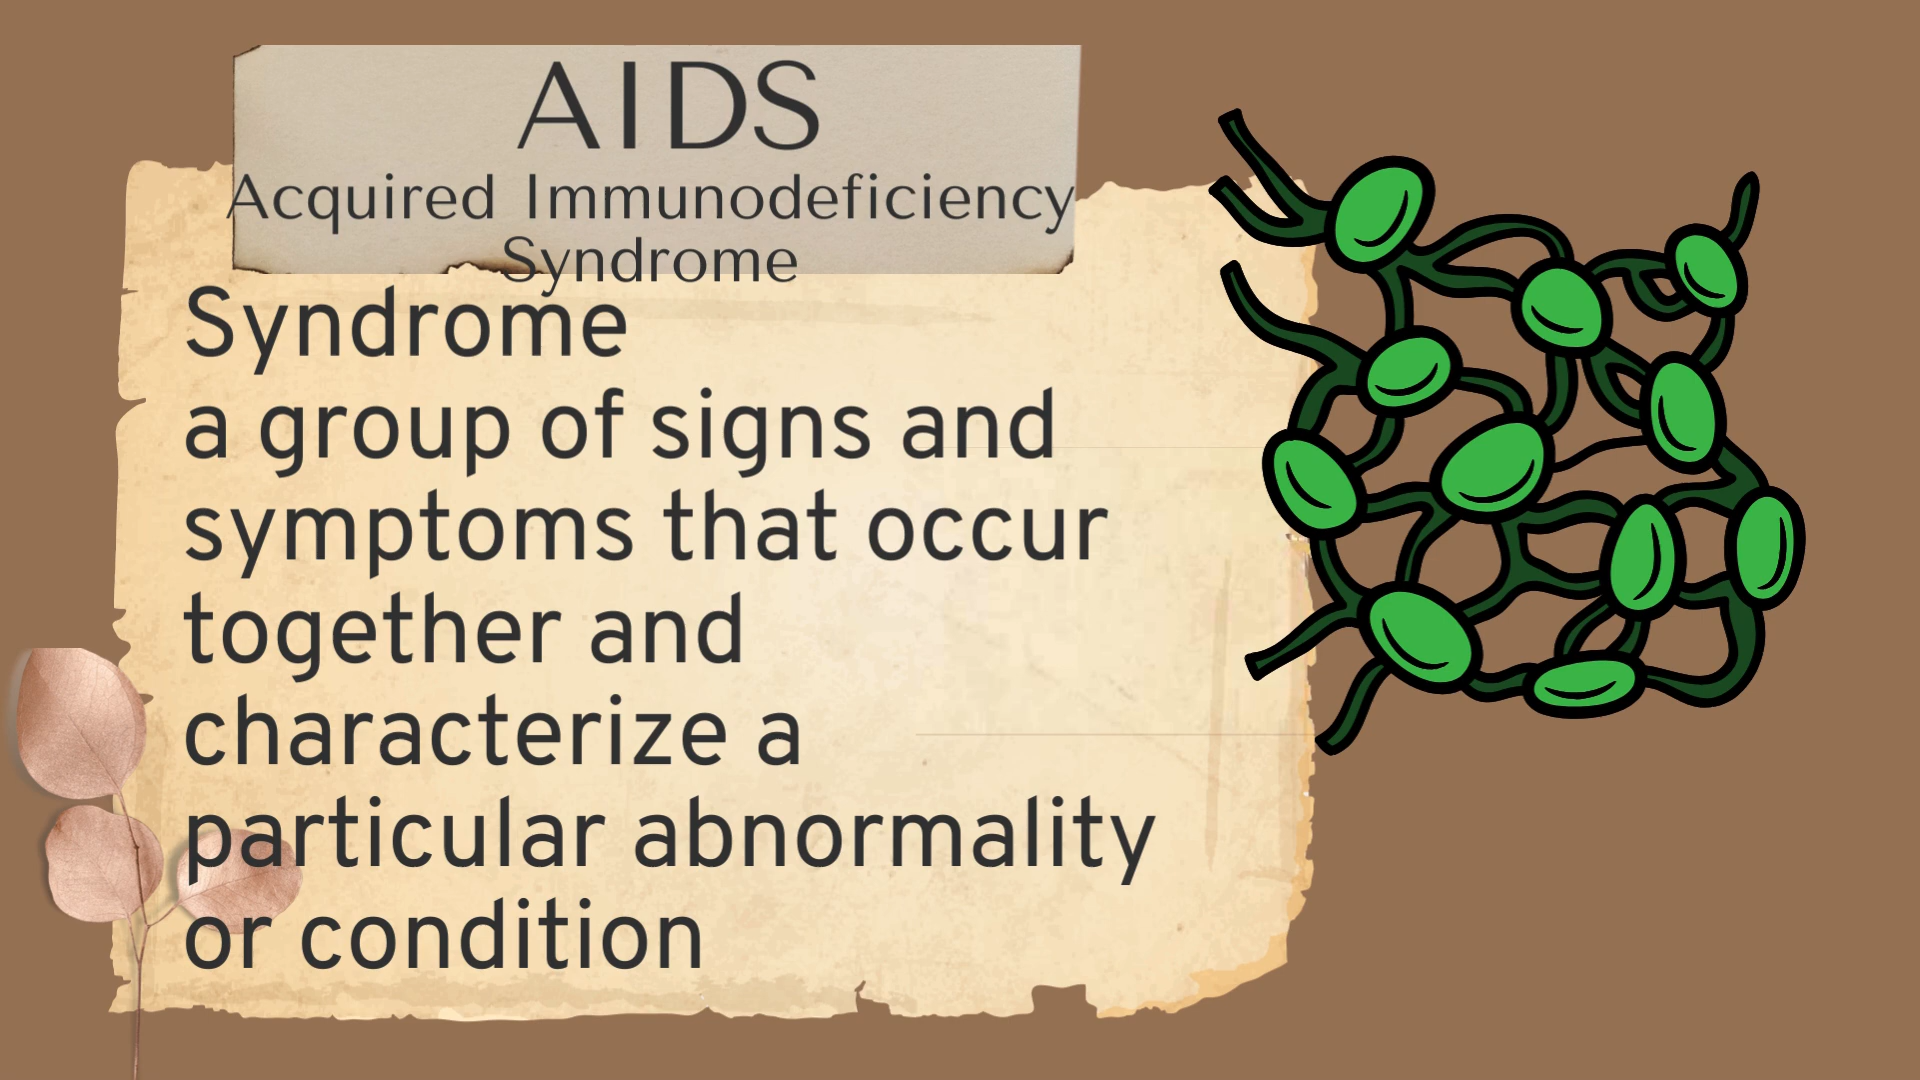 AIDS
Acquired Immunodeficiency
Syndrome
Syndrome
a group of signs and
symptoms that occur
together and
characterize a
particular abnormality
or condition